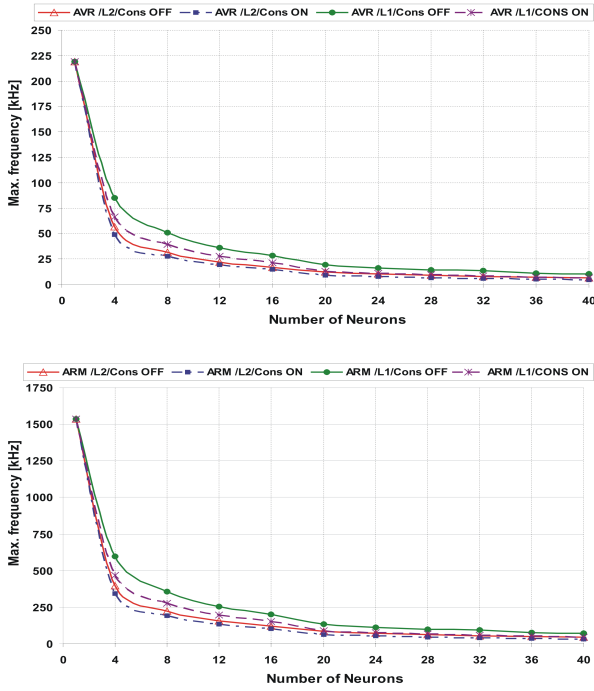 AVR /L2/Cons OFF AVR /L2/Cons ON AVR /L1/Cons OFF AVR /L1/CONS ON
250
225
200
175
150
125
100
75
50
25
0
Max. frequency [kHz]
0 4 8 12 16 20 24 28 32 36 40
Number of Neurons
ARM /L2/Cons OFF ARM /L2/Cons ON ARM /L1/Cons OFF ARM /L1/CONS ON
1750
1500
1250
1000
750
500
250
0
Max. frequency [kHz]
0 4 8 12 16 20 24 28 32 36 40
Number of Neurons